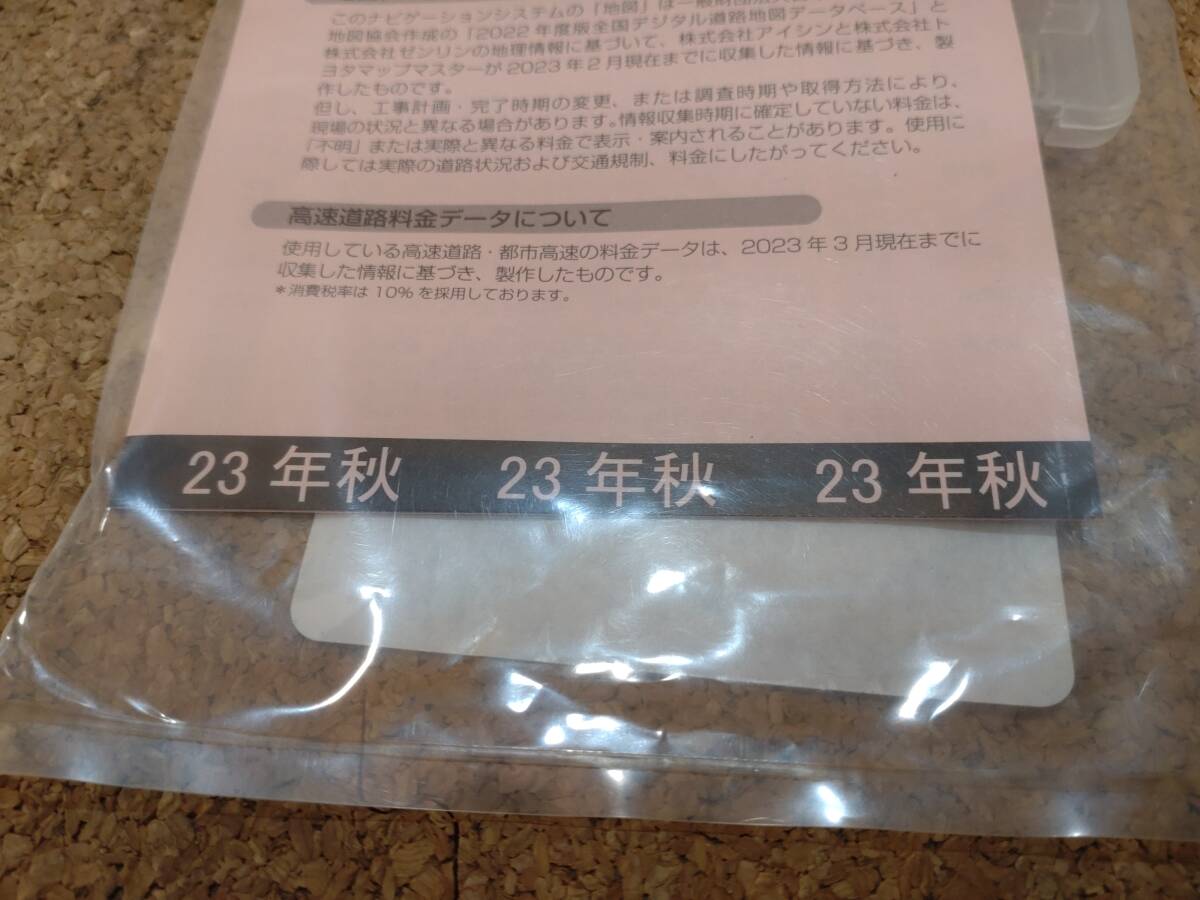 このナビゲーションシステムの「地図」は一般財団法人
地図協会作成の「2022年度版全国デジタル道路地図データベース」と
株式会社ゼンリンの地理情報に基づいて、株式会社アイシンと株式会社ト
ヨタマップマスターが2023年2月現在までに収集した情報に基づき、製
作したものです。
但し、工事計画・完了時期の変更、または調査時期や取得方法により、
現場の状況と異なる場合があります。情報収集時期に確定していない料金は、
「不明」または実際と異なる料金で表示・案内されることがあります。使用に
際しては実際の道路状況および交通規制、料金にしたがってください。
高速道路料金データについて
使用している高速道路・都市高速の料金データは、2023年3月現在までに
収集した情報に基づき、製作したものです。
*消費税率は10%を採用しております。
23年秋 23年秋 23年秋